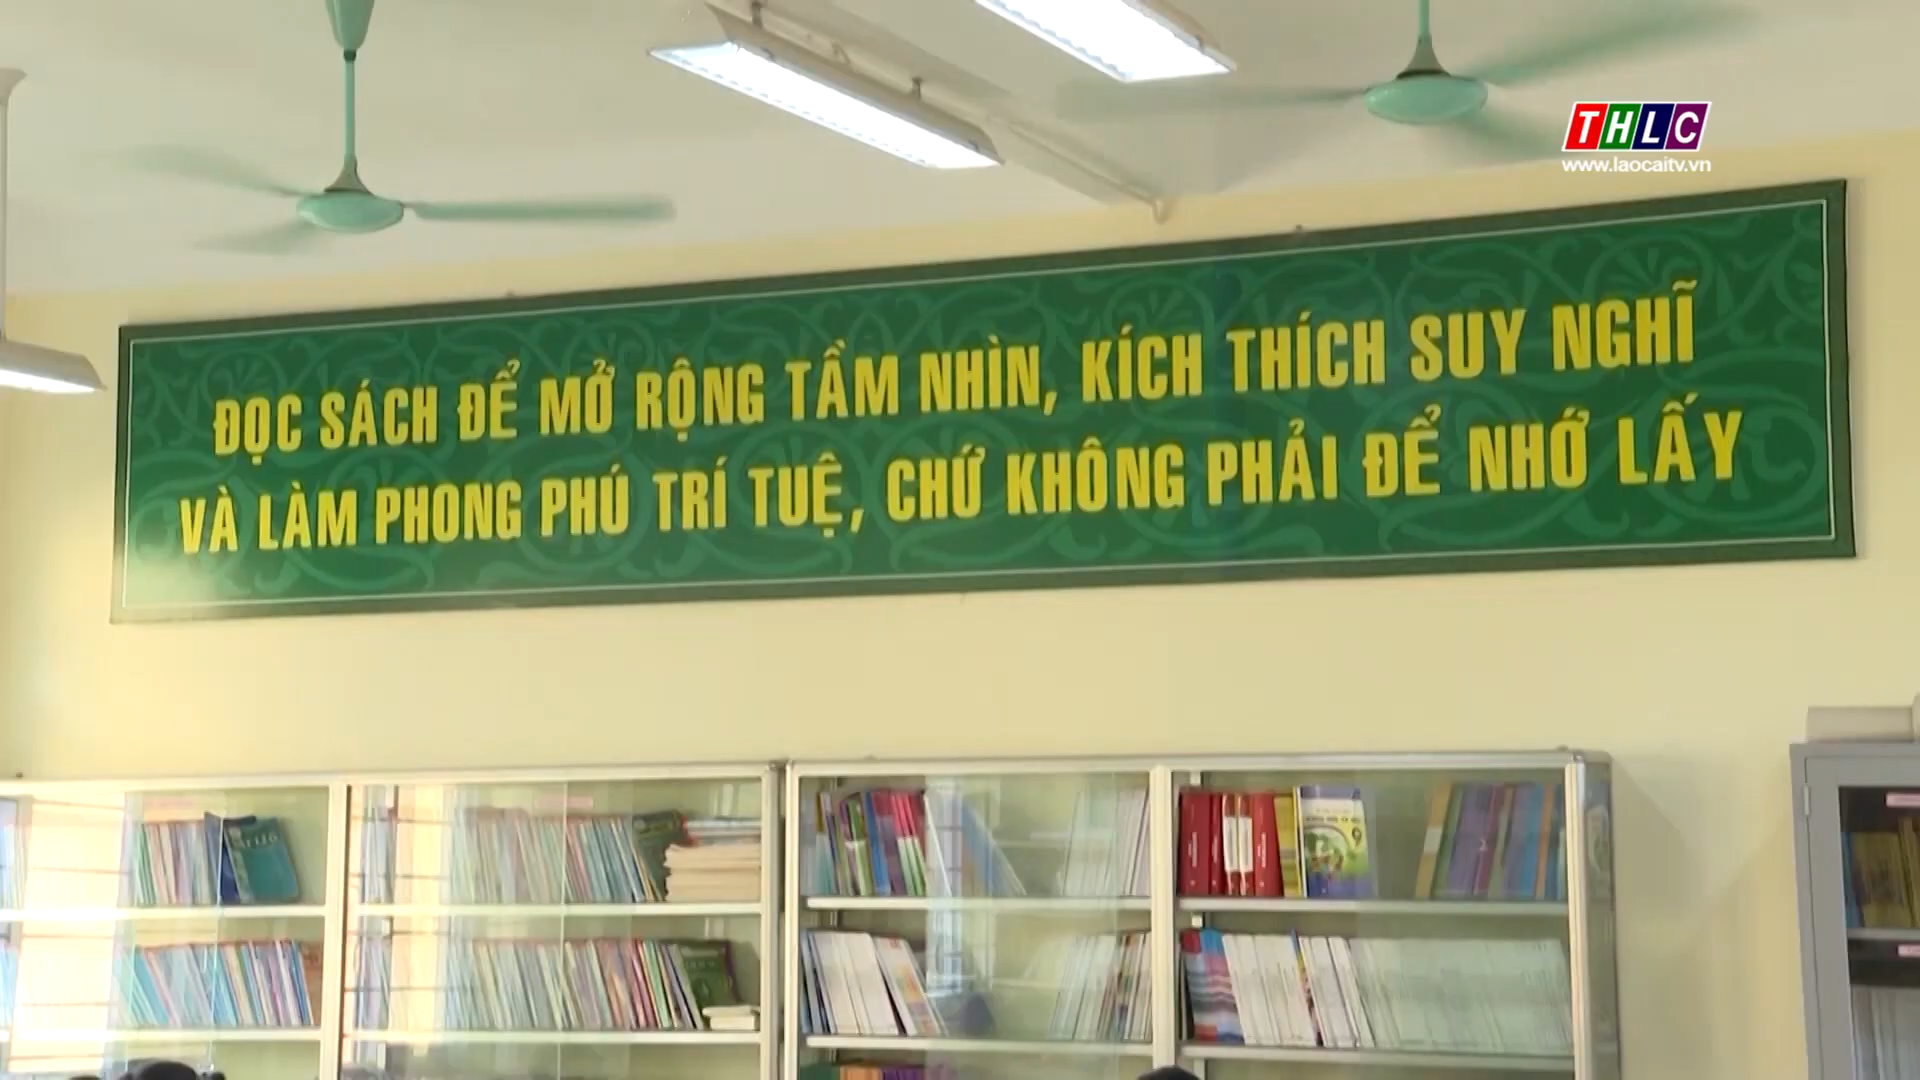 THLC
www.laocaitv.vn
ĐỌC SÁCH ĐỂ MỞ RỘNG TẦM NHÌN, KÍCH THÍCH SUY NGHĨ
VÀ LÀM PHONG PHÚ TRÍ TUỆ, CHỨ KHÔNG PHẢI ĐỂ NHỚ LẤY